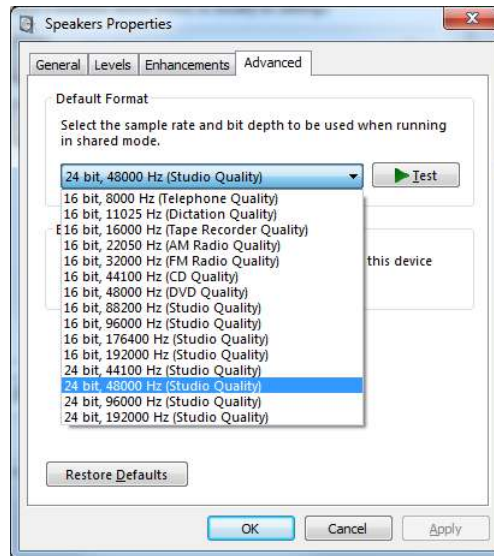 Speakers Properties
General Levels Enhancements Advanced
Default Format
Select the sample rate and bit depth to be used when running
in shared mode.
24 bit, 48000 Hz (Studio Quality)
Test
16 bit, 8000 Hz (Telephone Quality)
16 bit, 11025 Hz (Dictation Quality)
16 bit, 16000 Hz (Tape Recorder Quality)
16 bit, 22050 Hz (AM Radio Quality)
16 bit, 32000 Hz (FM Radio Quality)
this device
16 bit, 44100 Hz (CD Quality)
16 bit, 48000 Hz (DVD Quality)
16 bit, 88200 Hz (Studio Quality)
16 bit, 96000 Hz (Studio Quality)
16 bit, 176400 Hz (Studio Quality)
16 bit, 192000 Hz (Studio Quality)
24 bit, 44100 Hz (Studio Quality)
24 bit, 48000 Hz (Studio Quality)
24 bit, 96000 Hz (Studio Quality)
24 bit, 192000 Hz (Studio Quality)
Restore Defaults
OK Cancel Apply